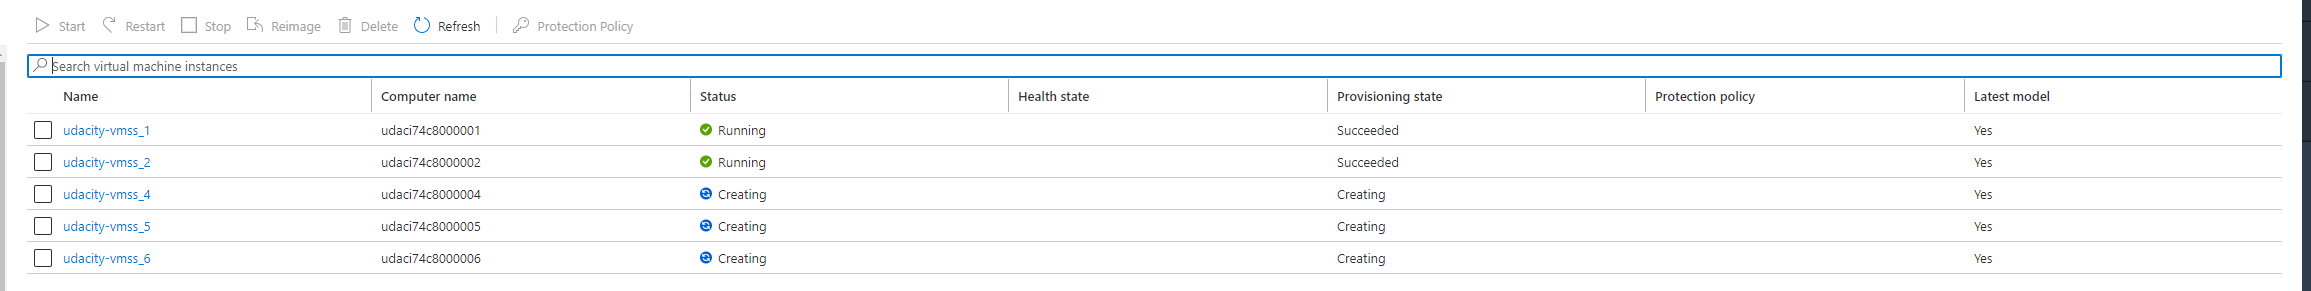 Start Restart Stop Reimage Delete Refresh Protection Policy
Search virtual machine instances
Name Computer name Status Health state Provisioning state Protection policy Latest model
udacity-vmss_1 udaci74c8000001 Running Succeeded Yes
udacity-vmss_2 udaci74c8000002 Running Succeeded Yes
udacity-vmss_4 udaci74c8000004 Creating Creating Yes
udacity-vmss_5 udaci74c8000005 Creating Creating Yes
udacity-vmss_6 udaci74c8000006 Creating Creating Yes